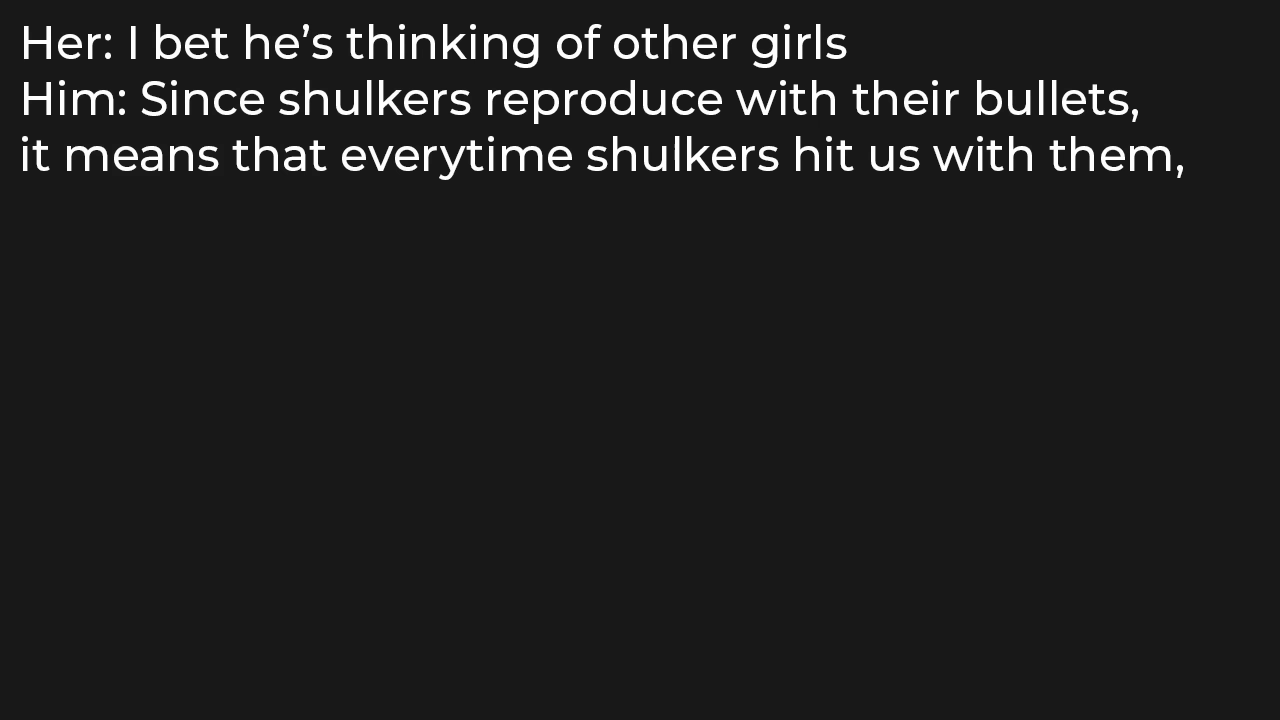 Her: I bet he’s thinking of other girls
Him: Since shulkers reproduce with their bullets,
it means that everytime shulkers hit us with them,